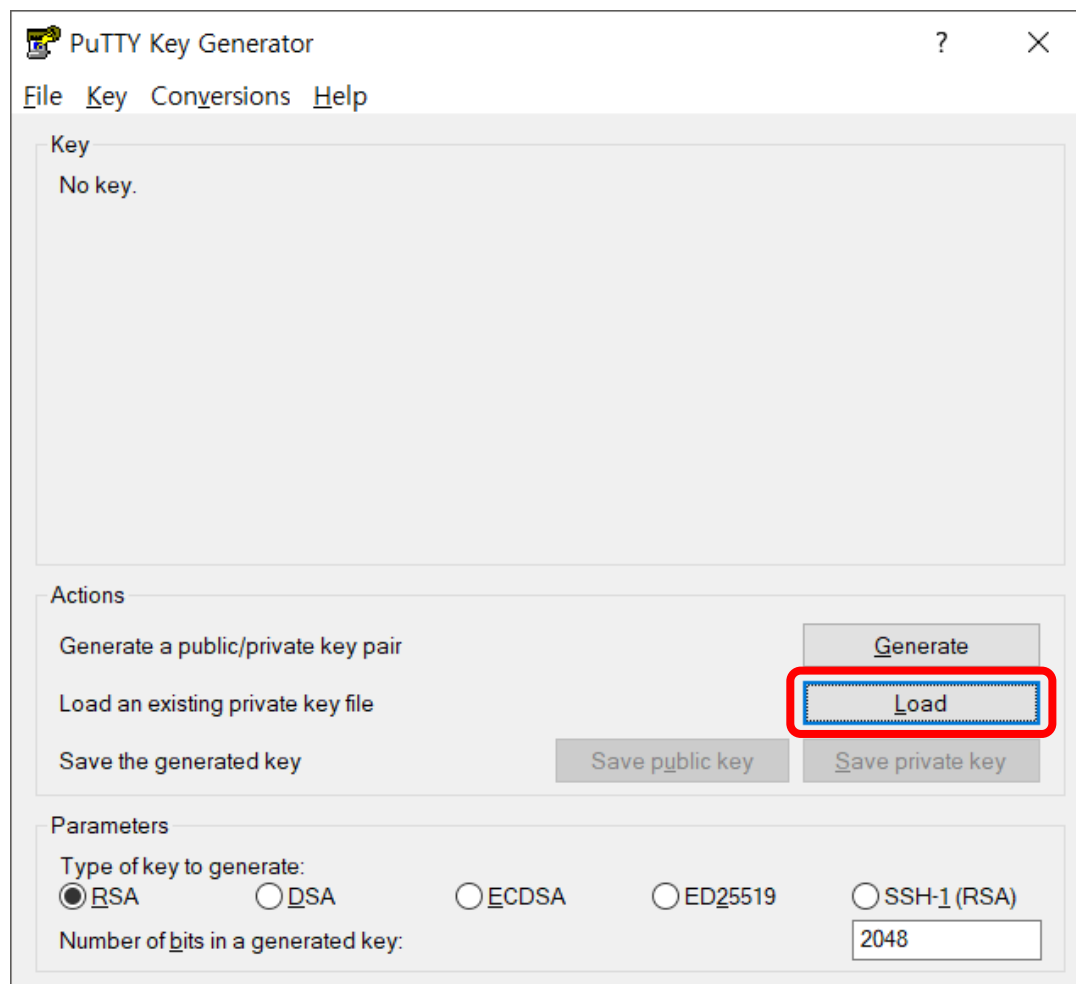 PuTTY Key Generator ?
File Key Conversions Help
Key
No key.
Actions
Generate a public/private key pair Generate
Load an existing private key file Load
Save the generated key Save public key Save private key
Parameters
Type of key to generate:
RSA DSA ECDSA ED25519 SSH-1 (RSA)
Number of bits in a generated key: 2048